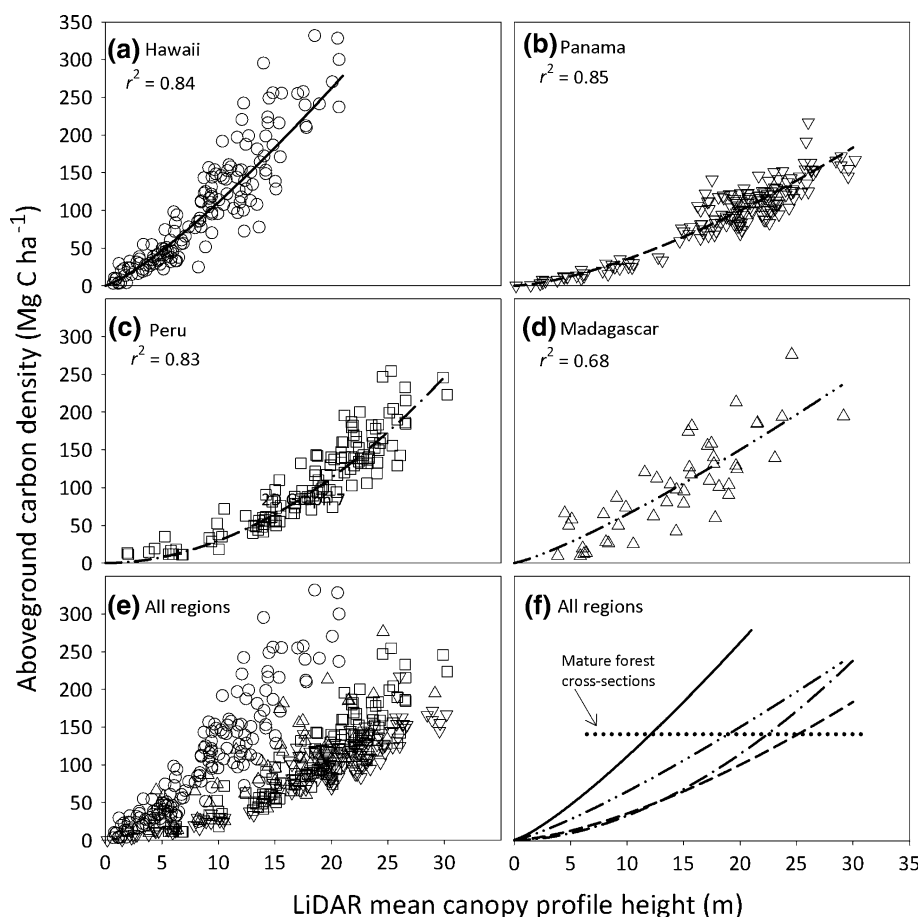 Aboveground carbon density (Mg C ha⁻¹)
350
300
250
200
150
100
50
0
(a) Hawaii
r² = 0.84
(b) Panama
r² = 0.85
300
250
200
150
100
50
0
(c) Peru
r² = 0.83
(d) Madagascar
r² = 0.68
300
250
200
150
100
50
0
(e) All regions
(f) All regions
Mature forest
cross-sections
0 5 10 15 20 25 30
0 5 10 15 20 25 30 35
LiDAR mean canopy profile height (m)